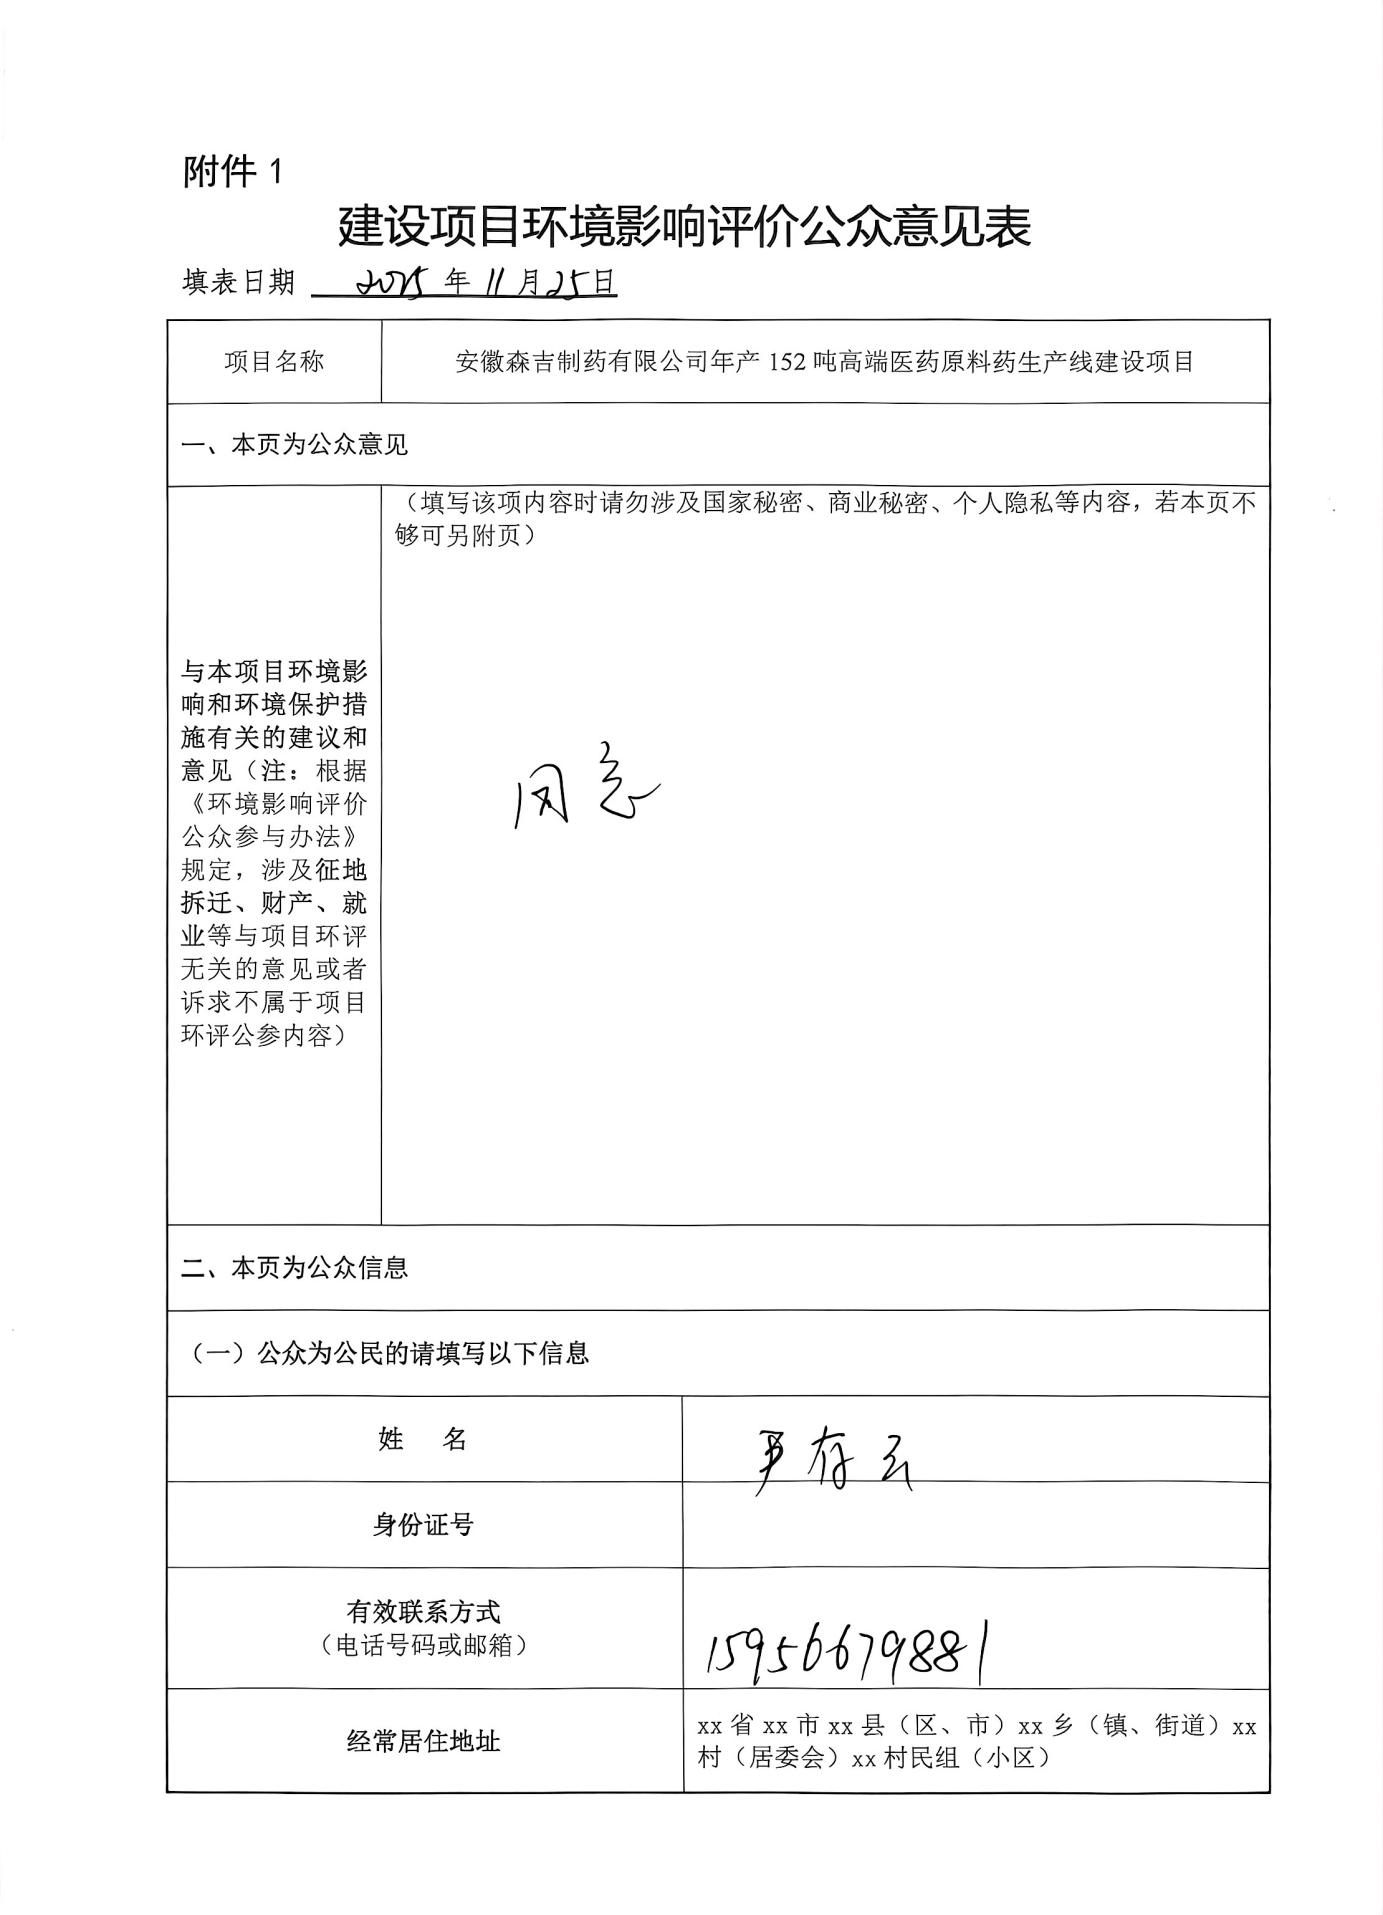 附件 1
建设项目环境影响评价公众意见表
填表日期 2025 年 11 月 25 日
项目名称
安徽森吉制药有限公司年产 152 吨高端医药原料药生产线建设项目
一、本页为公众意见
与本项目环境影
响和环境保护措
施有关的建议和
意见（注：根据
《环境影响评价
公众参与办法》
规定，涉及征地
拆迁、财产、就
业等与项目环评
无关的意见或者
诉求不属于项目
环评公参内容）
（填写该项内容时请勿涉及国家秘密、商业秘密、个人隐私等内容，若本页不
够可另附页）
同意
二、本页为公众信息
（一）公众为公民的请填写以下信息
姓 名
尹存云
身份证号
有效联系方式
（电话号码或邮箱）
15956679881
经常居住地址
xx 省 xx 市 xx 县（区、市）xx 乡（镇、街道）xx
村（居委会）xx 村民组（小区）